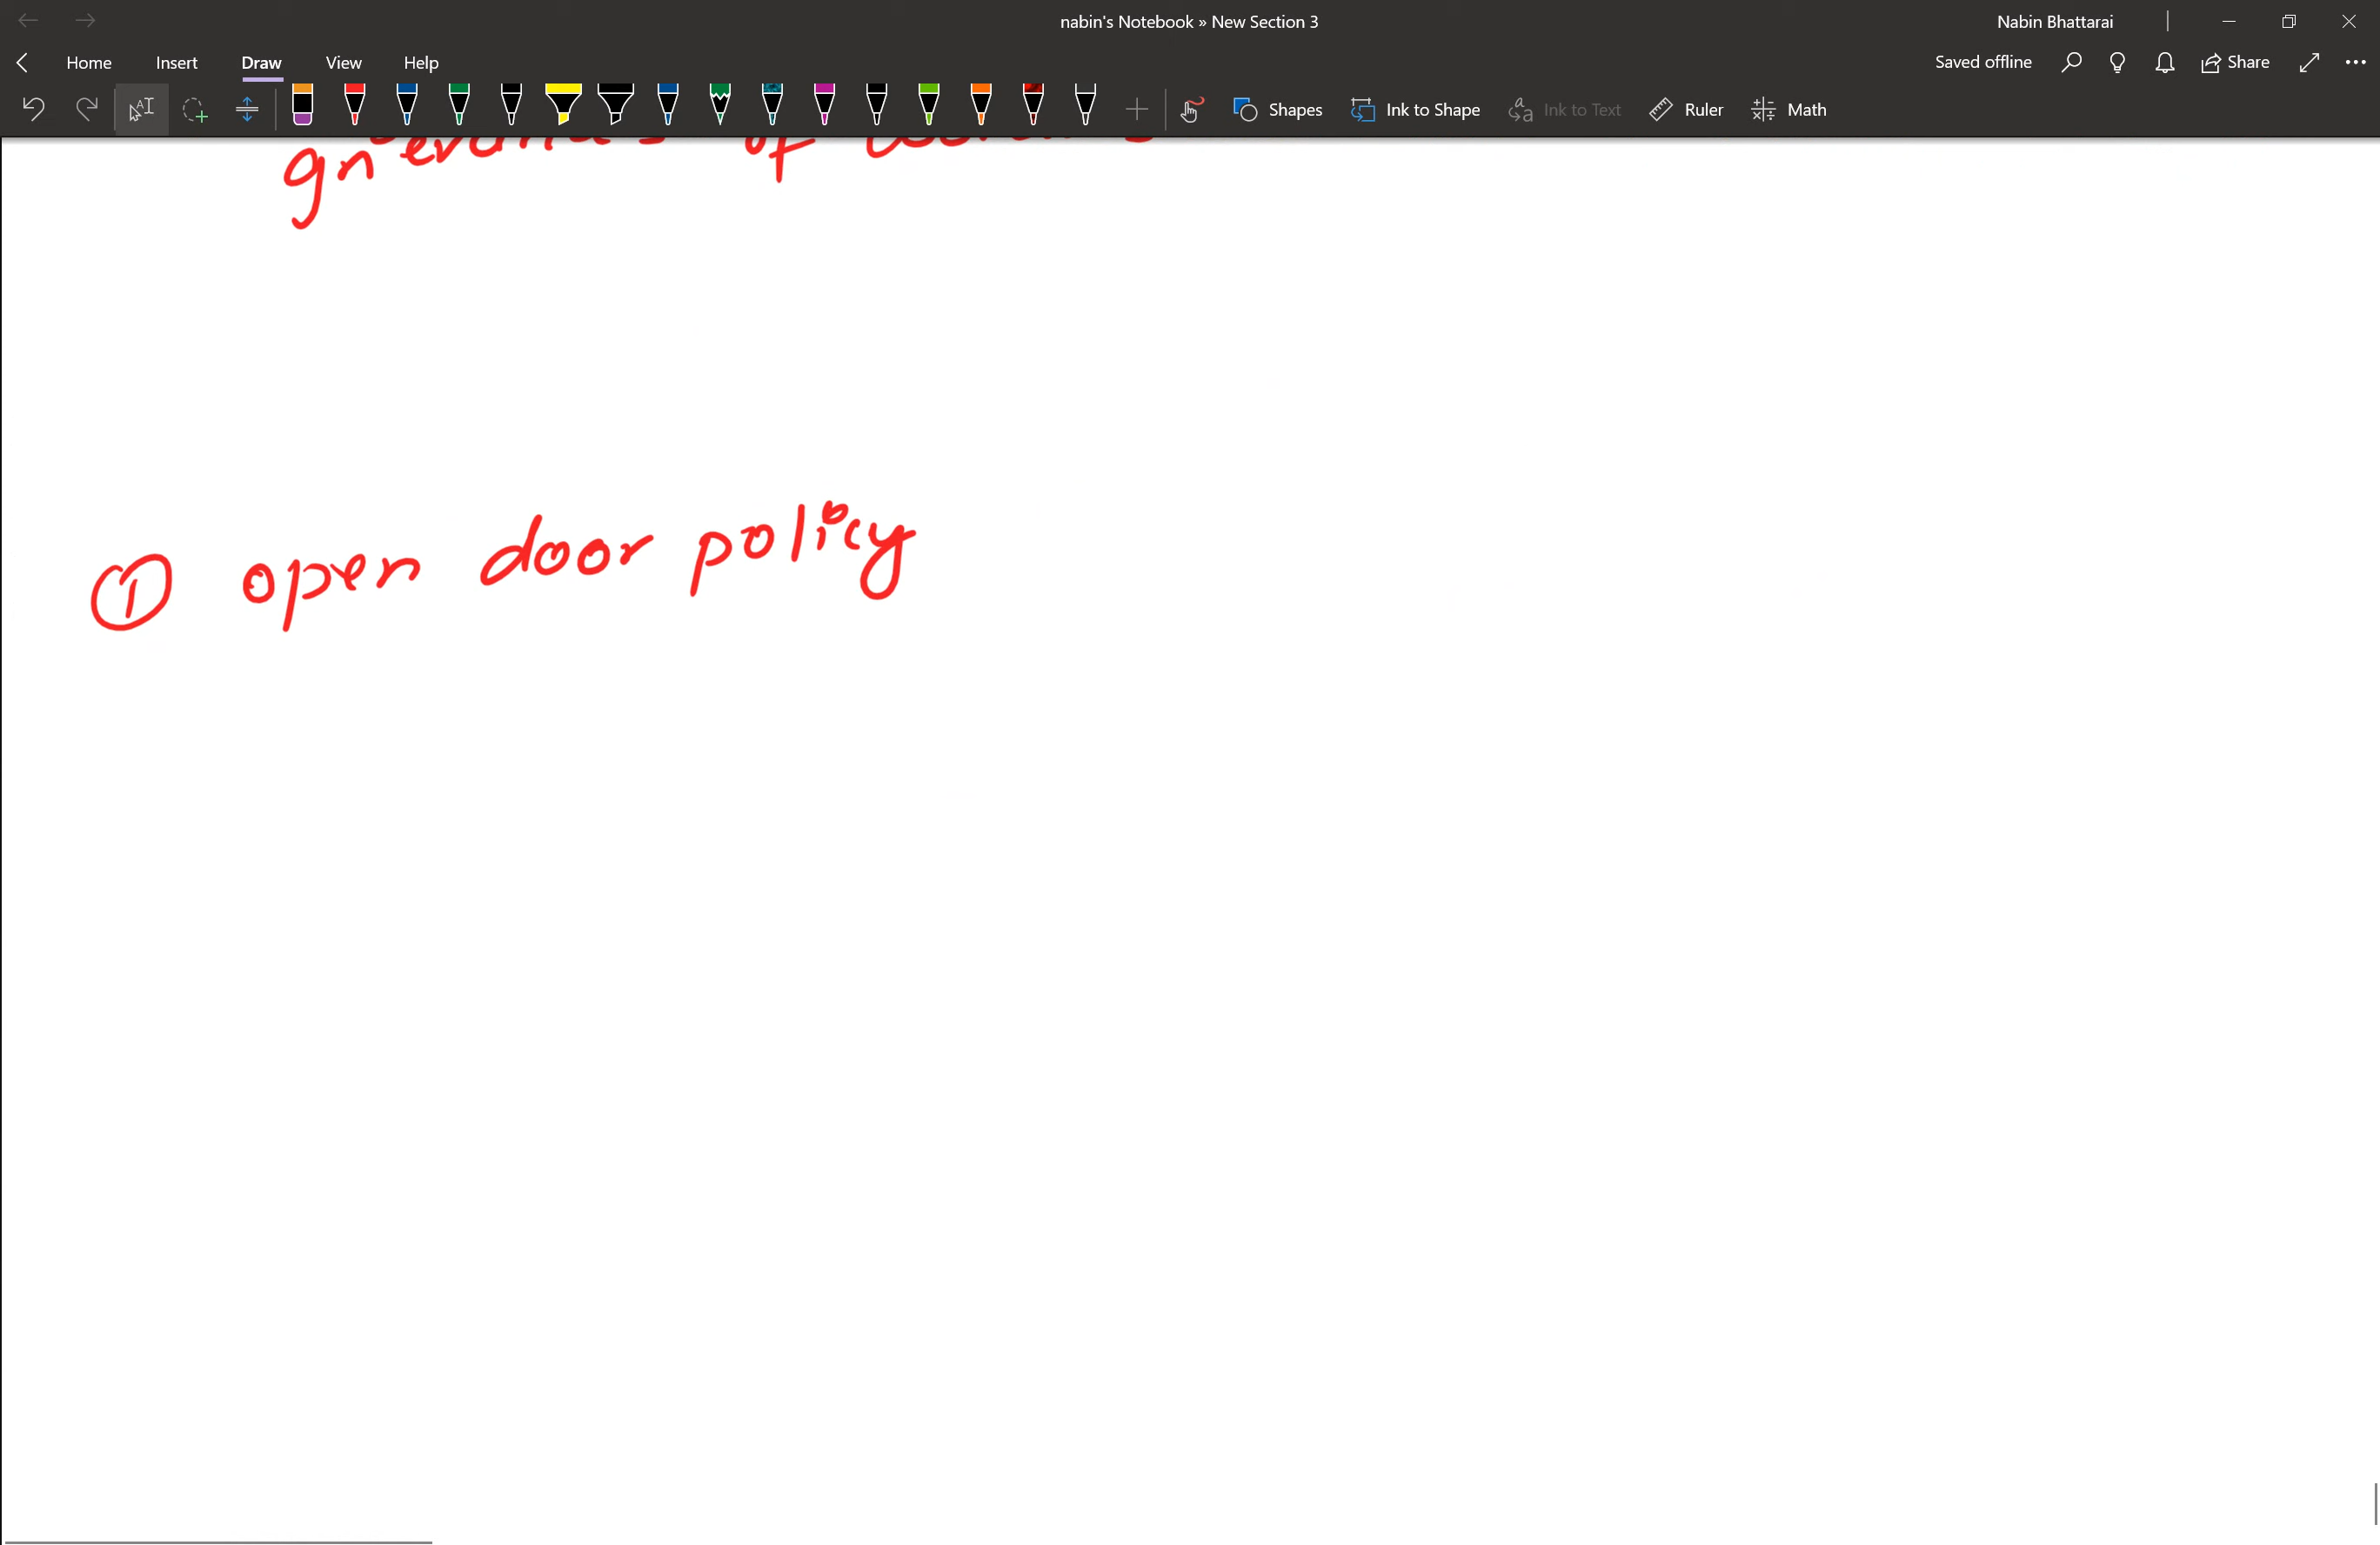 nabin's Notebook » New Section 3
Nabin Bhattarai
Home Insert Draw View Help
Saved offline
Share
Shapes Ink to Shape Ink to Text Ruler Math
of
① open door policy